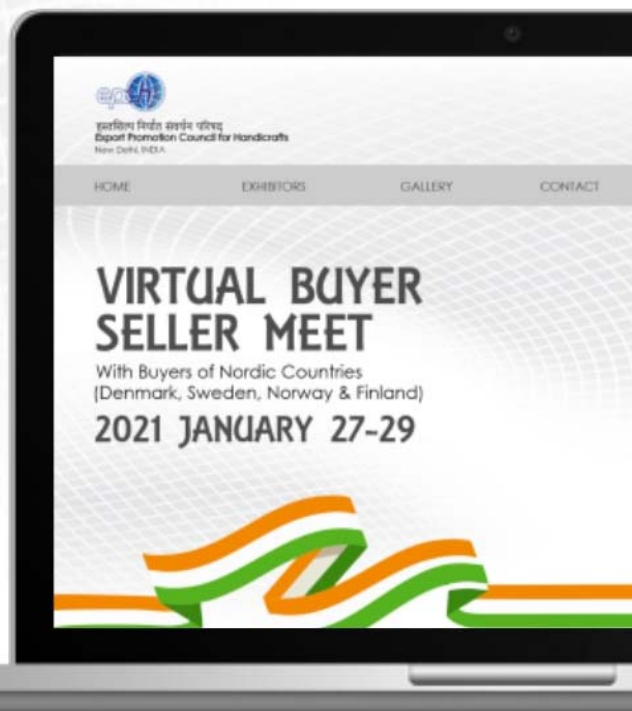 epcH
हस्तशिल्प निर्यात संवर्धन परिषद्
Export Promotion Council for Handicrafts
New Delhi, INDIA
HOME EXHIBITORS GALLERY CONTACT
VIRTUAL BUYER
SELLER MEET
With Buyers of Nordic Countries
(Denmark, Sweden, Norway & Finland)
2021 JANUARY 27-29